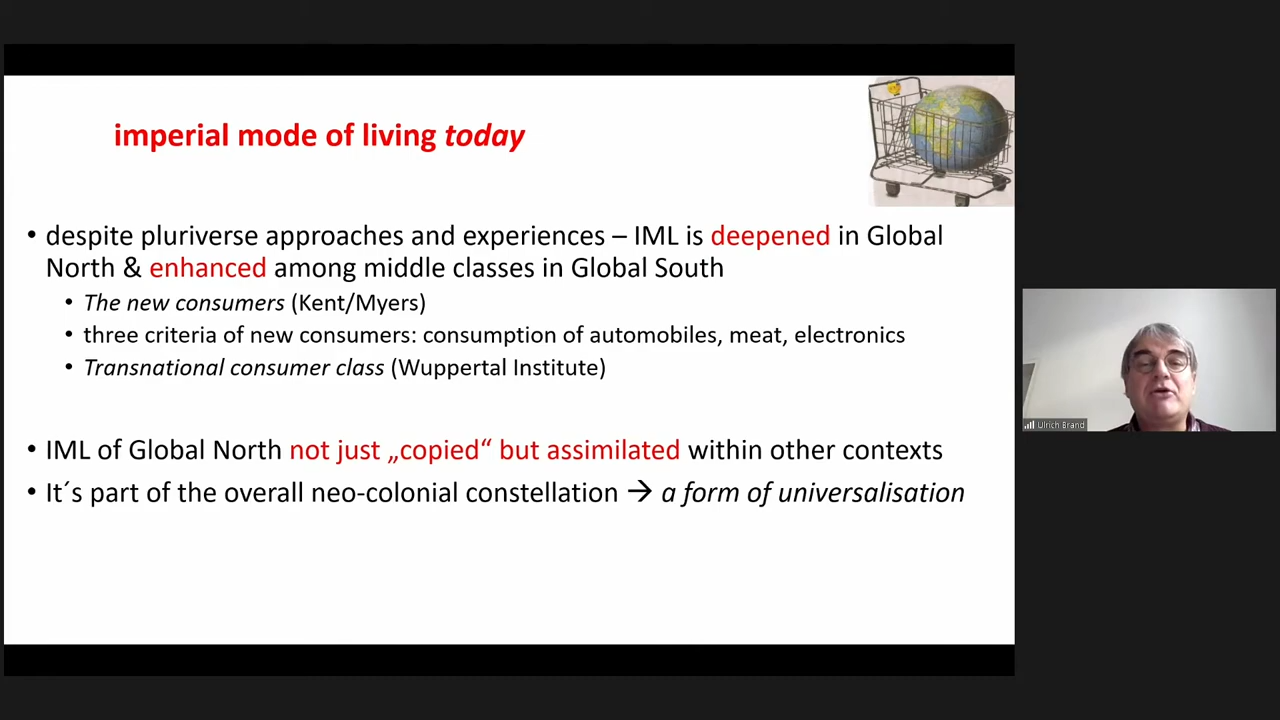 imperial mode of living today
• despite pluriverse approaches and experiences – IML is deepened in Global
North & enhanced among middle classes in Global South
• The new consumers (Kent/Myers)
• three criteria of new consumers: consumption of automobiles, meat, electronics
• Transnational consumer class (Wuppertal Institute)
• IML of Global North not just „copied“ but assimilated within other contexts
• It´s part of the overall neo-colonial constellation → a form of universalisation
Ulrich Brand